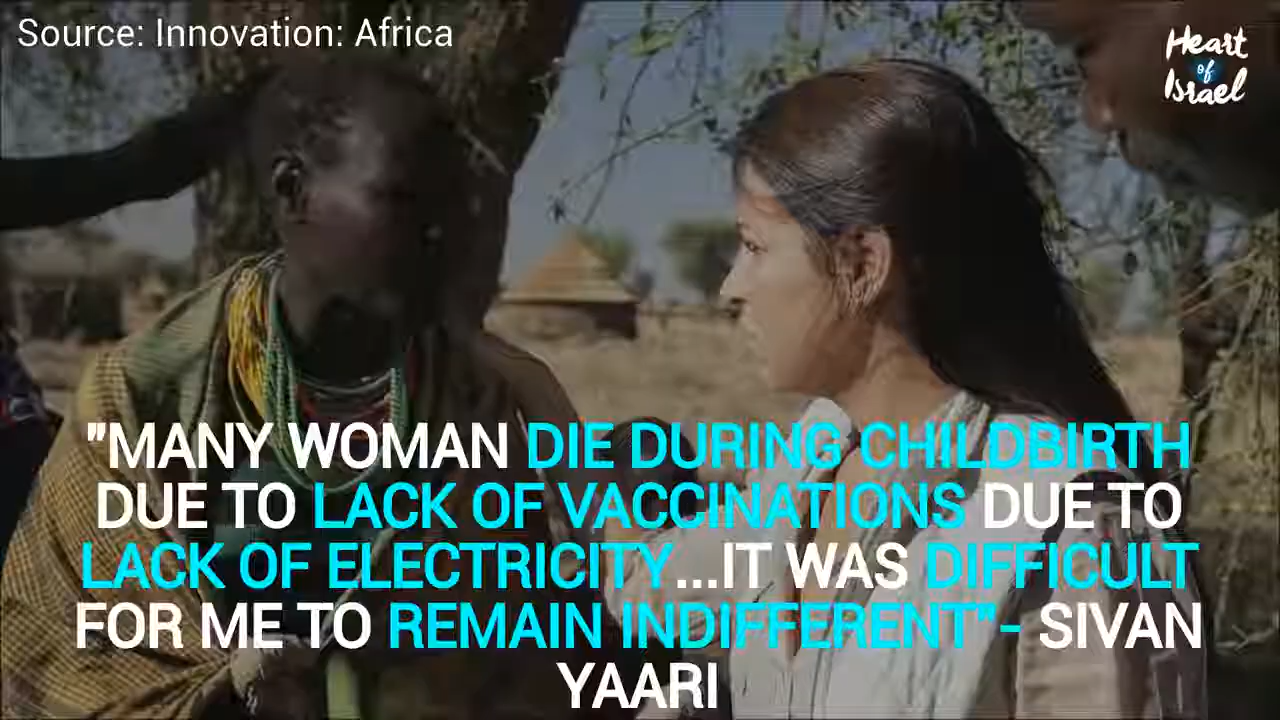 Source: Innovation: Africa
Heart
of
Israel
"MANY WOMAN DIE DURING CHILDBIRTH
DUE TO LACK OF VACCINATIONS DUE TO
LACK OF ELECTRICITY...IT WAS DIFFICULT
FOR ME TO REMAIN INDIFFERENT"- SIVAN
YAARI